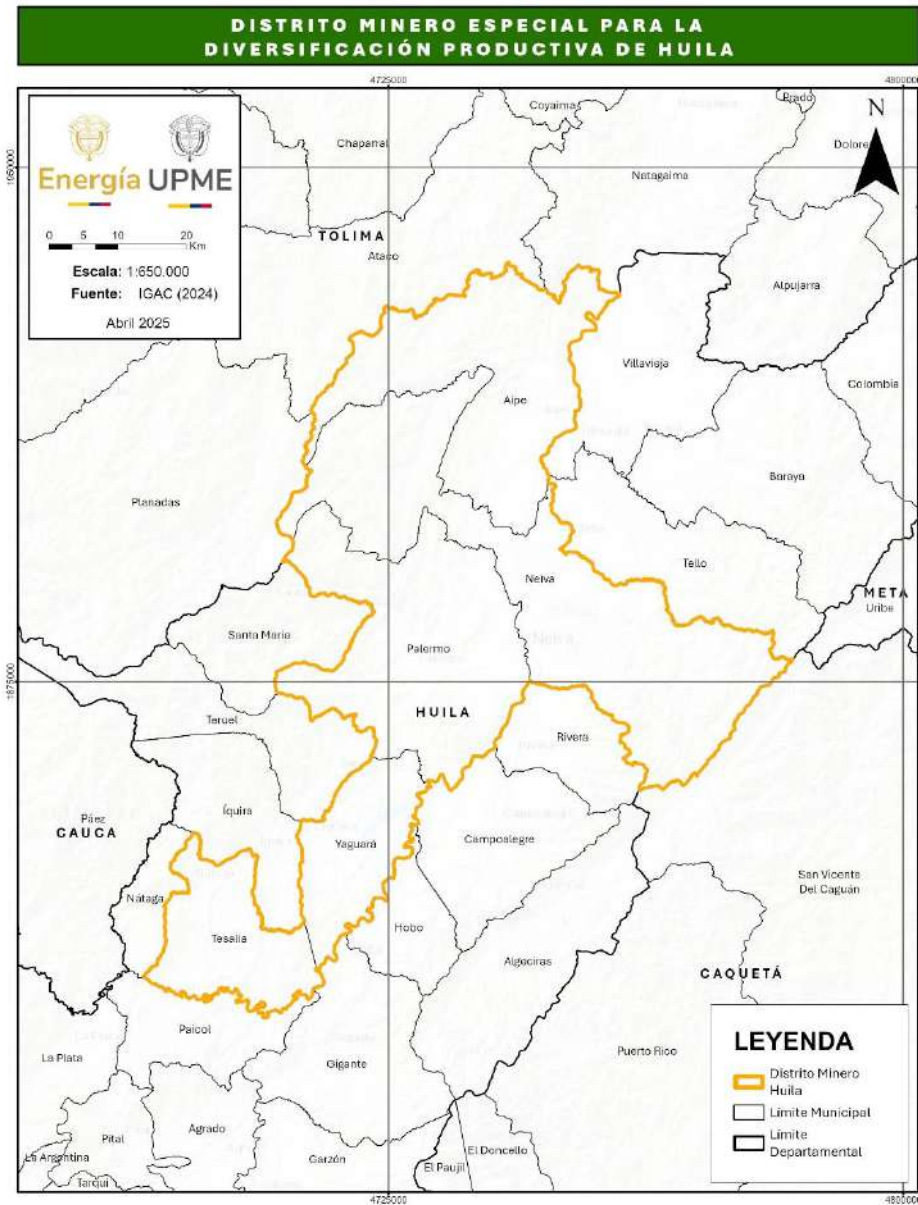 DISTRITO MINERO ESPECIAL PARA LA
DIVERSIFICACIÓN PRODUCTIVA DE HUILA
4725000
4800000
Energía UPME
0 5 10 20
Km
Escala: 1:650.000
Fuente: IGAC (2024)
Abril 2025
N
1950000
Coyaima
Prado
Chaparral
Dolores
Natagaima
TOLIMA
Ataco
Alpujarra
Villavieja
Colombia
Aipe
Baraya
Planadas
Tello
Neiva
META
Uribe
Santa María
Palermo
1875000
HUILA
Teruel
Rivera
Íquira
Páez
CAUCA
Yaguará
Campoalegre
San Vicente
Del Caguán
Nátaga
Hobo
Tesalia
Algeciras
CAQUETÁ
Paicol
La Plata
Gigante
Puerto Rico
Pital
Agrado
La Argentina
Garzón
El Paujil
El Doncello
Tarqui
LEYENDA
Distrito Minero
Huila
Límite Municipal
Límite
Departamental
4725000
4800000